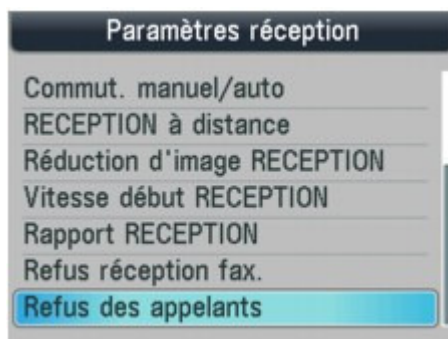 Paramètres réception
Commut. manuel/auto
RECEPTION à distance
Réduction d'image RECEPTION
Vitesse début RECEPTION
Rapport RECEPTION
Refus réception fax.
Refus des appelants